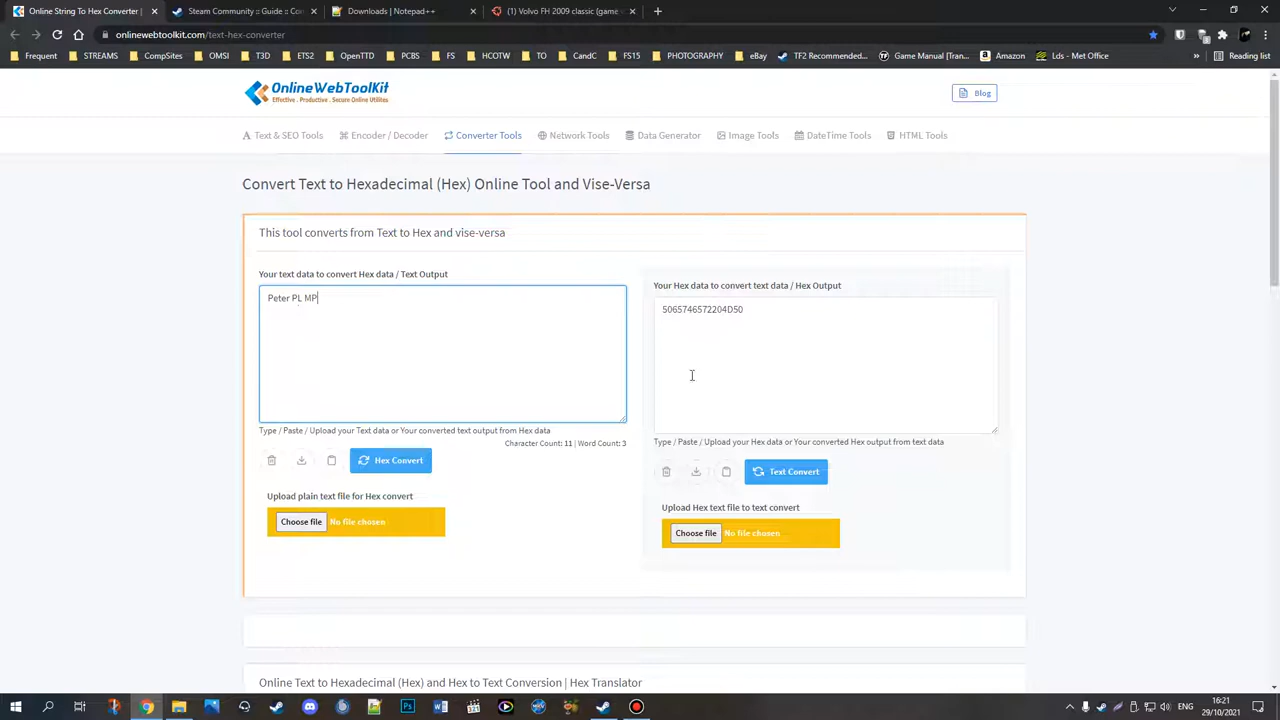 Online String To Hex Converter |
Steam Community :: Guide :: Co
Downloads | Notepad++
(1) Volvo FH 2009 classic (game
onlinewebtoolkit.com/text-hex-converter
Frequent STREAMS CompSites OMSI T3D ETS2 OpenTTD PCBS FS HCOTW TO CandC FS15 PHOTOGRAPHY eBay TF2 Recommended... Game Manual [Transp... Amazon Lds - Met Office » Reading list
OnlineWebToolKit
Effective . Productive . Secure Online Utilites
Blog
Text & SEO Tools Encoder / Decoder Converter Tools Network Tools Data Generator Image Tools DateTime Tools HTML Tools
Convert Text to Hexadecimal (Hex) Online Tool and Vise-Versa
This tool converts from Text to Hex and vise-versa
Your text data to convert Hex data / Text Output
Peter PL MP
Type / Paste / Upload your Text data or Your converted text output from Hex data
Character Count: 11 | Word Count: 3
Hex Convert
Upload plain text file for Hex convert
Choose file No file chosen
Your Hex data to convert text data / Hex Output
5065746572204D50
Type / Paste / Upload your Hex data or Your converted Hex output from text data
Text Convert
Upload Hex text file to text convert
Choose file No file chosen
Online Text to Hexadecimal (Hex) and Hex to Text Conversion | Hex Translator
16:21
29/10/2021